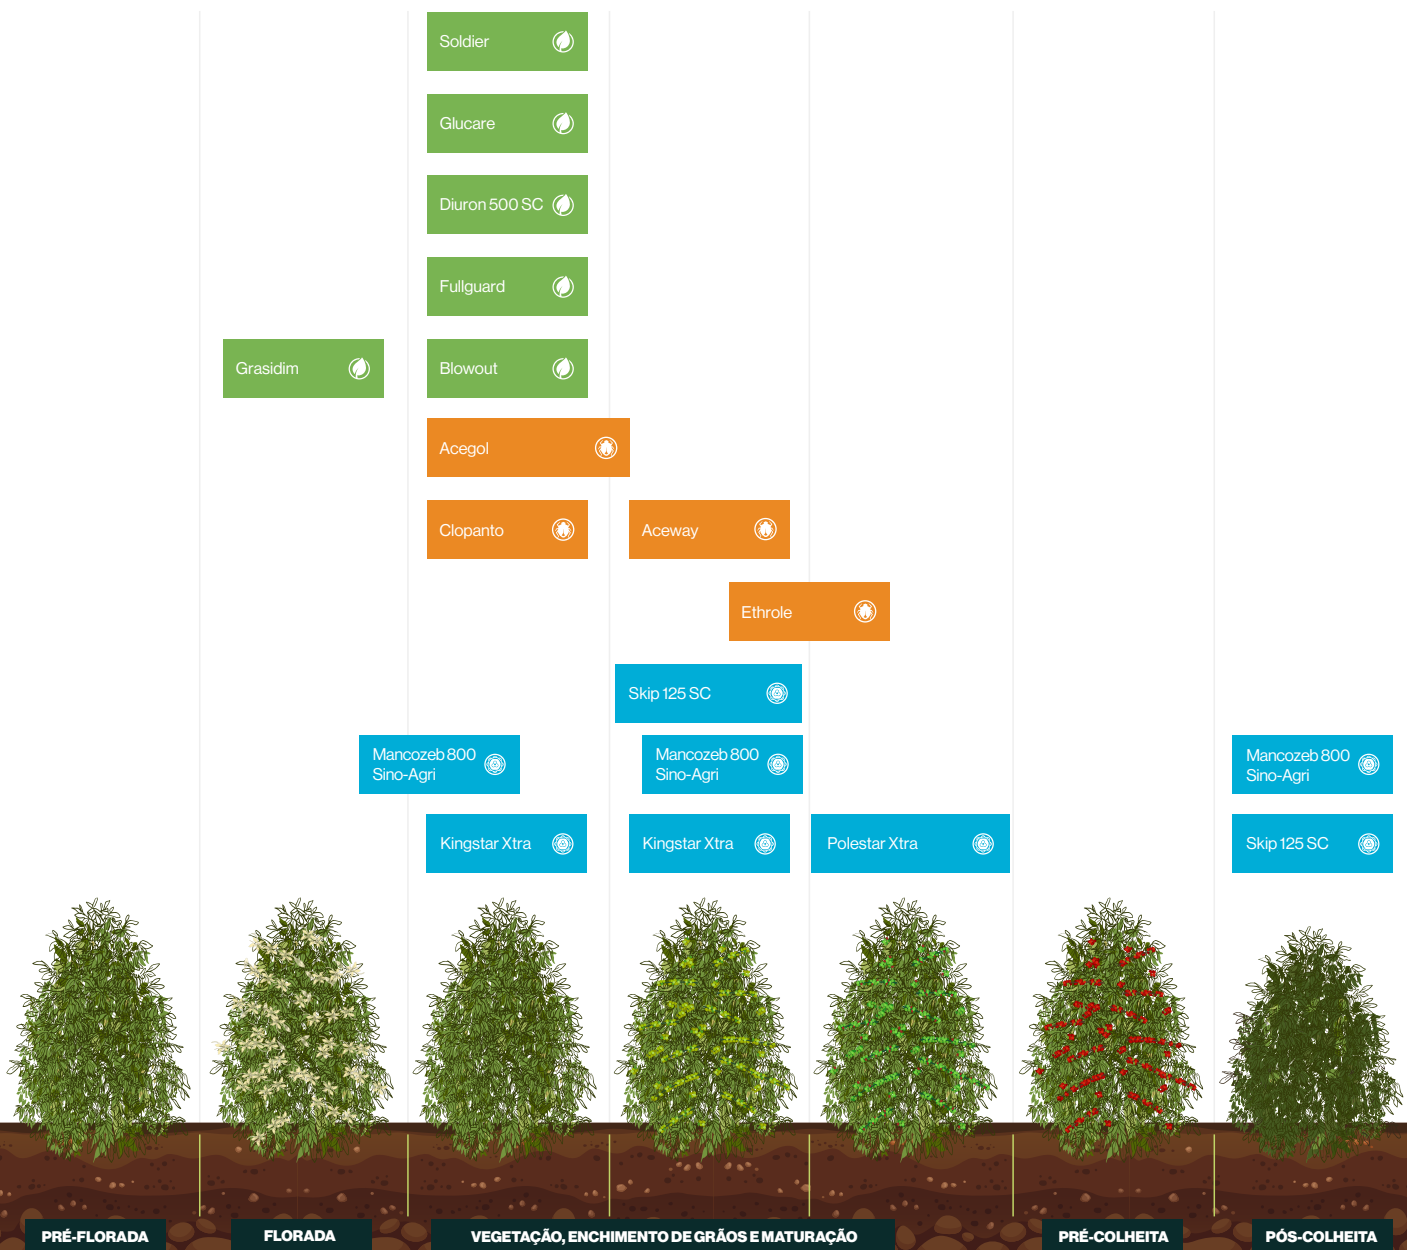 Soldier
Glucare
Diuron 500 SC
Fullguard
Grasidim
Blowout
Acegol
Clopanto
Aceway
Ethrole
Skip 125 SC
Mancozeb 800
Sino-Agri
Mancozeb 800
Sino-Agri
Mancozeb 800
Sino-Agri
Kingstar Xtra
Kingstar Xtra
Polestar Xtra
Skip 125 SC
PRÉ-FLORADA
FLORADA
VEGETAÇÃO, ENCHIMENTO DE GRÃOS E MATURAÇÃO
PRÉ-COLHEITA
PÓS-COLHEITA